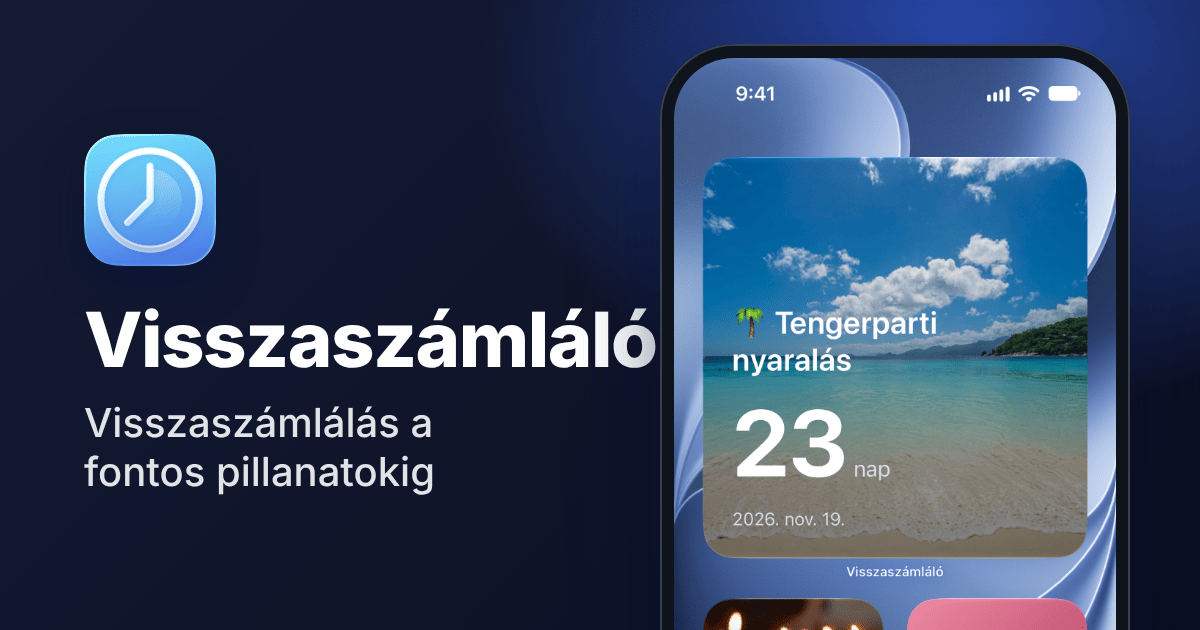 Visszaszámláló
Visszaszámlálás a
fontos pillanatokig
9:41
🌴 Tengerparti
nyaralás
23 nap
2026. nov. 19.
Visszaszámláló